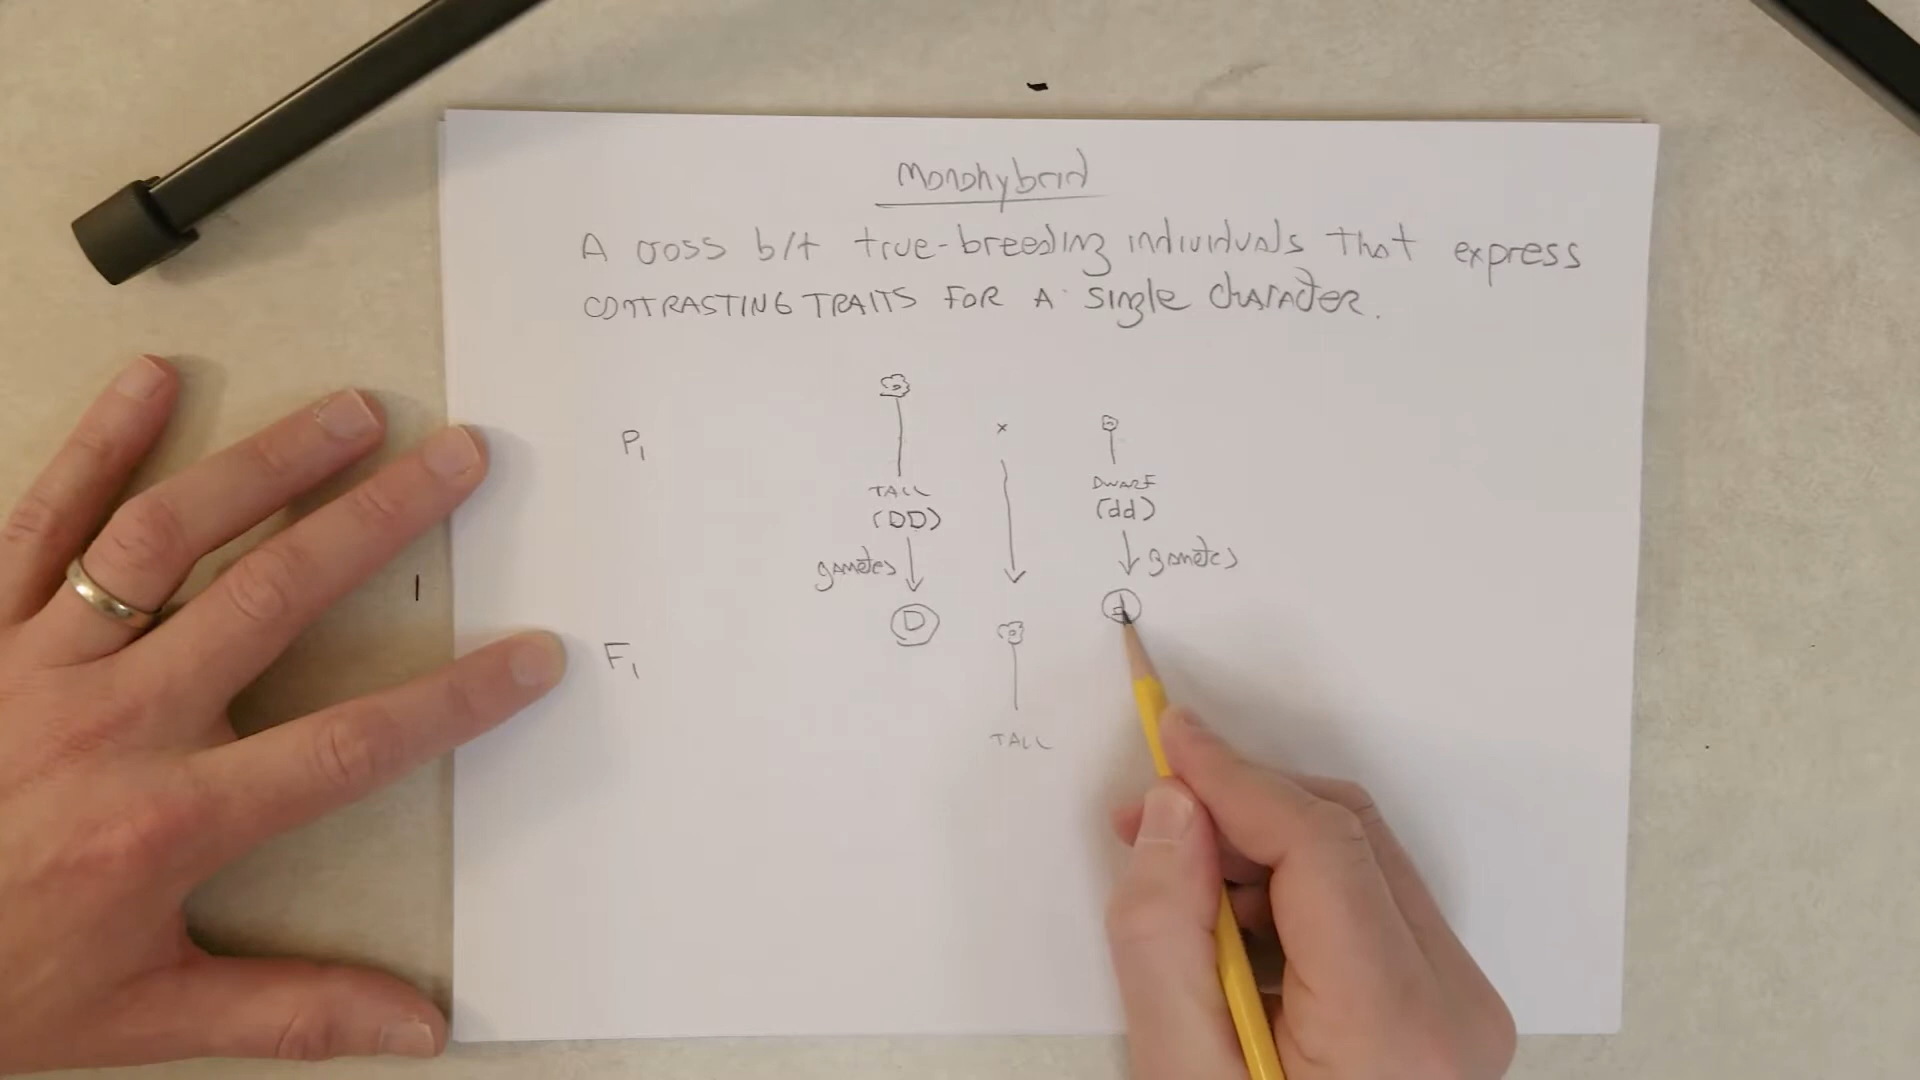 Monohybrid
A cross b/t true-breeding individuals that express
CONTRASTING TRAITS FOR A single character.
P1
x
TALL
DWARF
(DD)
(dd)
gametes
gametes
D
d
F1
TALL